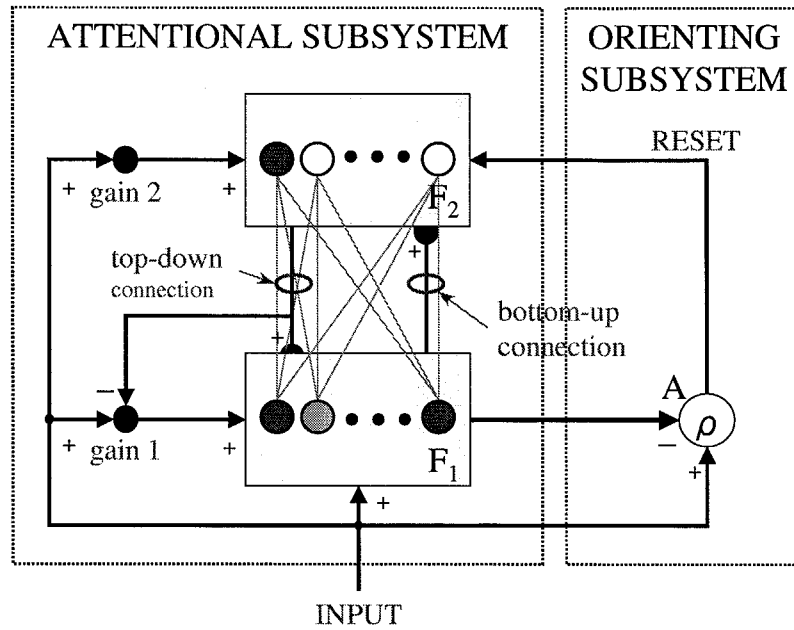 ATTENTIONAL SUBSYSTEM
ORIENTING
SUBSYSTEM
RESET
+
gain 2
+
F2
top-down
connection
+
+
bottom-up
connection
−
+
gain 1
+
F1
A
ρ
−
+
+
INPUT